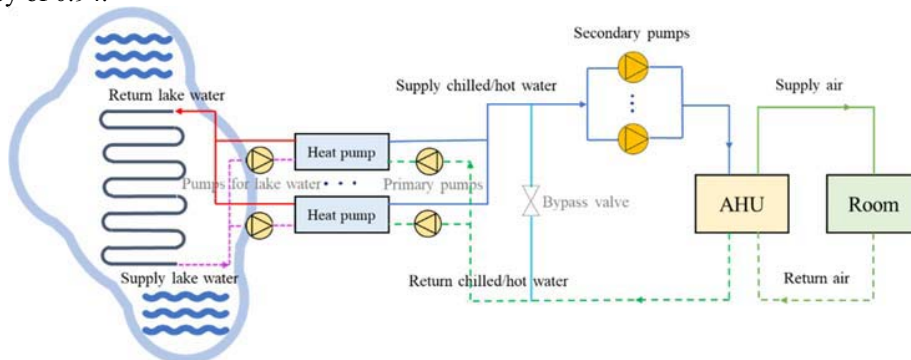 Secondary pumps
Return lake water
Supply chilled/hot water
Supply air
Heat pump
Pumps for lake water
Primary pumps
Heat pump
Bypass valve
AHU
Room
Supply lake water
Return chilled/hot water
Return air